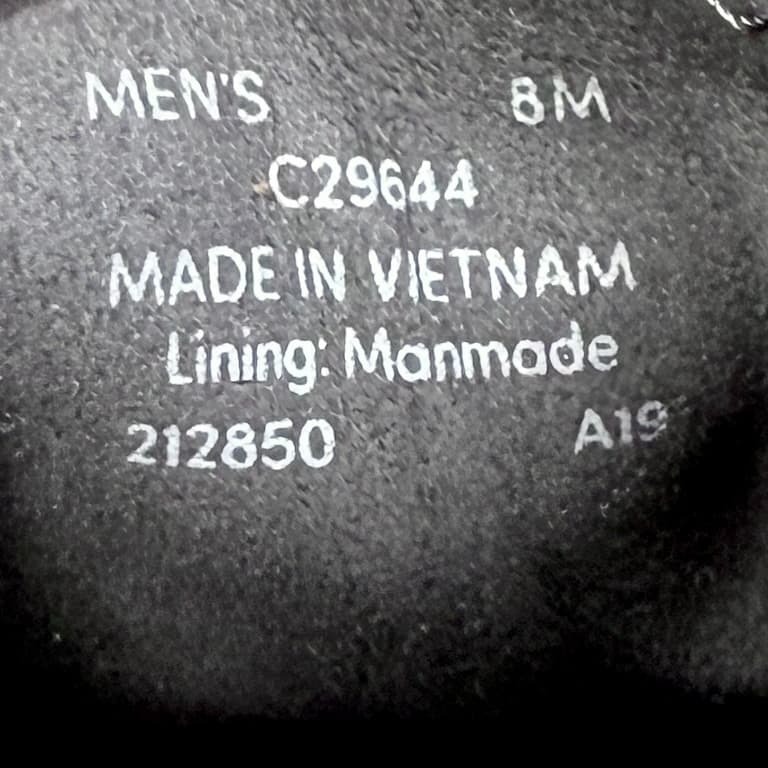 MEN'S 8M
C29644
MADE IN VIETNAM
Lining: Manmade
212850 A19